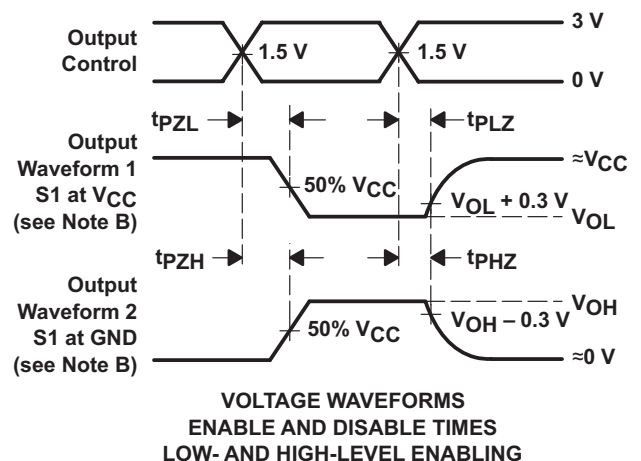 Output
Control
1.5 V
1.5 V
3 V
0 V
tPZL
tPLZ
Output
Waveform 1
S1 at VCC
(see Note B)
50% VCC
≈VCC
VOL + 0.3 V
VOL
tPZH
tPHZ
Output
Waveform 2
S1 at GND
(see Note B)
50% VCC
VOH
VOH – 0.3 V
≈0 V
VOLTAGE WAVEFORMS
ENABLE AND DISABLE TIMES
LOW- AND HIGH-LEVEL ENABLING